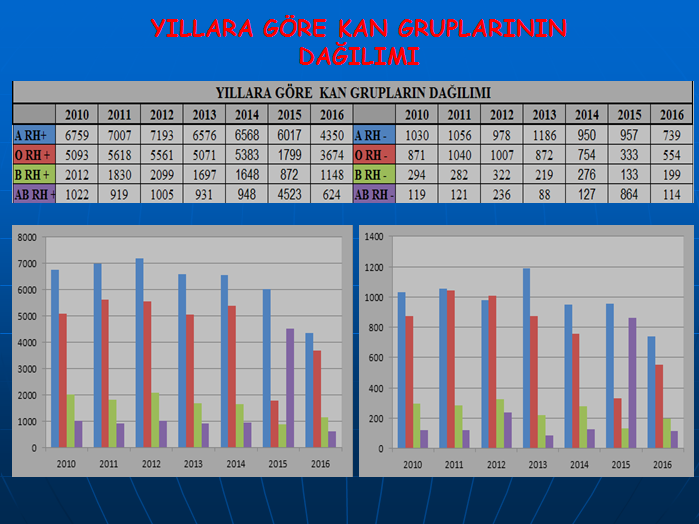 YILLARA GÖRE KAN GRUPLARININ
DAĞILIMI
YILLARA GÖRE KAN GRUPLARIN DAĞILIMI
2010 2011 2012 2013 2014 2015 2016 2010 2011 2012 2013 2014 2015 2016
A RH+ 6759 7007 7193 6576 6568 6017 4350 A RH - 1030 1056 978 1186 950 957 739
O RH + 5093 5618 5561 5071 5383 1799 3674 O RH - 871 1040 1007 872 754 333 554
B RH + 2012 1830 2099 1697 1648 872 1148 B RH - 294 282 322 219 276 133 199
AB RH + 1022 919 1005 931 948 4523 624 AB RH - 119 121 236 88 127 864 114
8000
7000
6000
5000
4000
3000
2000
1000
0
2010 2011 2012 2013 2014 2015 2016
1400
1200
1000
800
600
400
200
0
2010 2011 2012 2013 2014 2015 2016